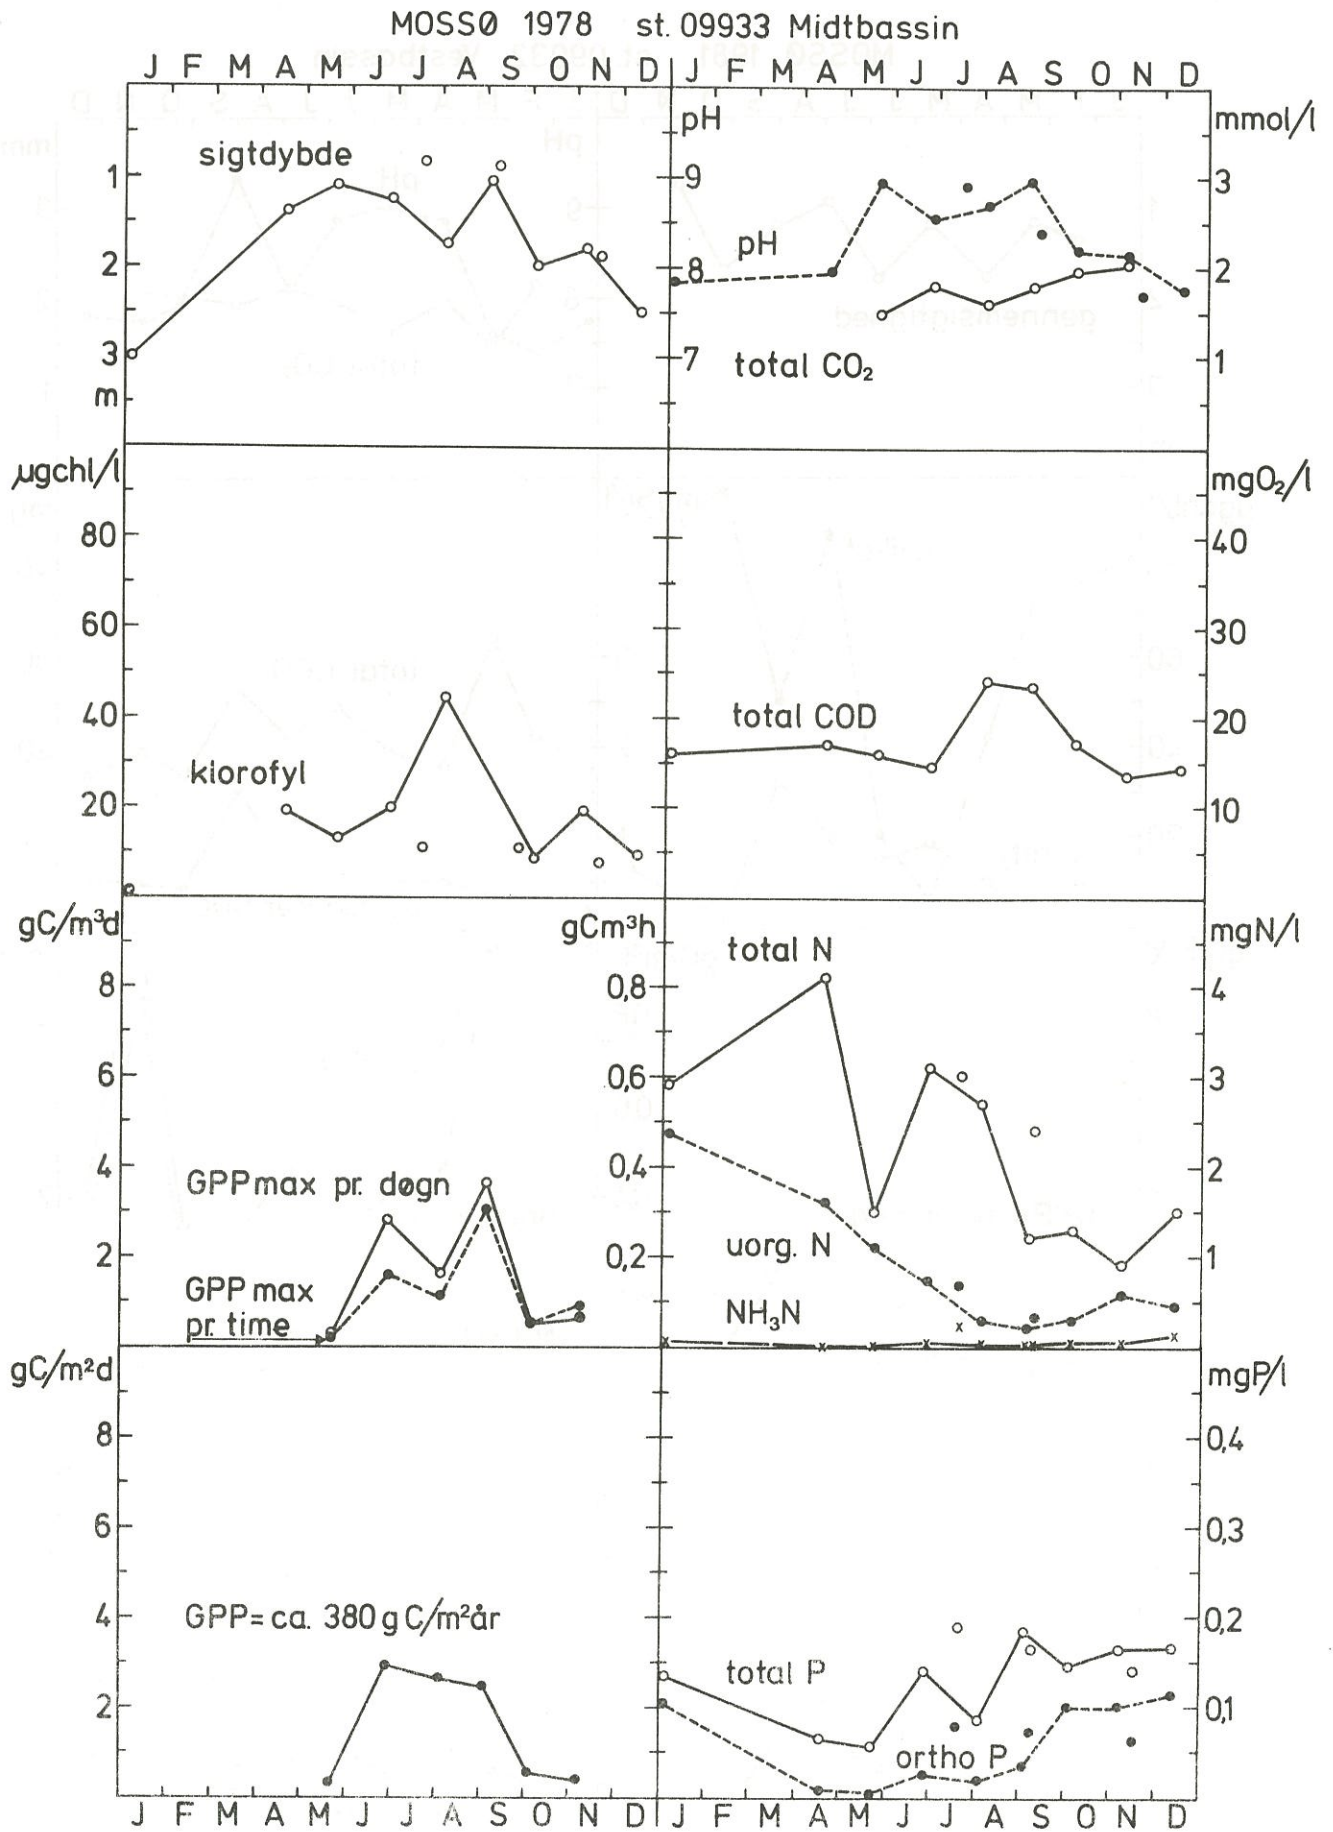 MOSSØ 1978 st. 09933 Midtbassin
J F M A M J J A S O N D J F M A M J J A S O N D
sigtdybde
1
2
3
m
pH
9
8
7
pH
total CO₂
mmol/l
3
2
1
µgchl/l
80
60
40
20
klorofyl
total COD
mgO₂/l
40
30
20
10
gC/m³d
8
6
4
2
GPPmax pr. døgn
GPPmax
pr. time
gCm³h
0,8
0,6
0,4
0,2
total N
uorg. N
NH₃N
mgN/l
4
3
2
1
gC/m²d
8
6
4
2
GPP=ca. 380 g C/m²år
total P
ortho P
mgP/l
0,4
0,3
0,2
0,1
J F M A M J J A S O N D J F M A M J J A S O N D